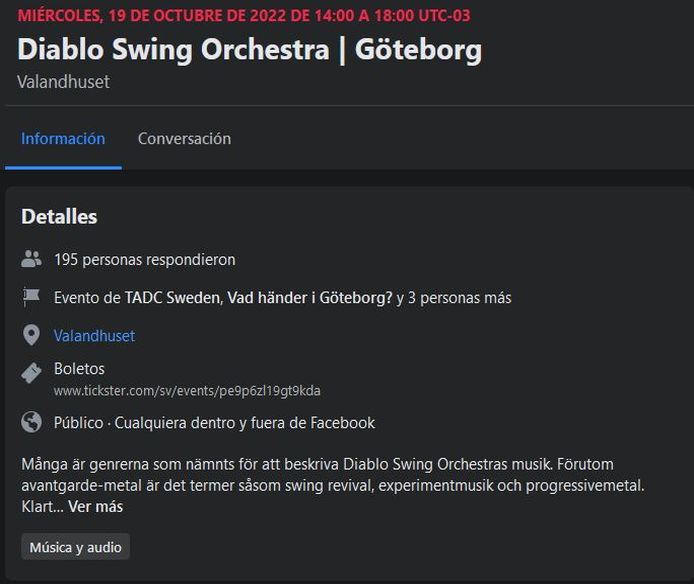 MIÉRCOLES, 19 DE OCTUBRE DE 2022 DE 14:00 A 18:00 UTC-03
Diablo Swing Orchestra | Göteborg
Valandhuset
Información Conversación
Detalles
195 personas respondieron
Evento de TADC Sweden, Vad händer i Göteborg? y 3 personas más
Valandhuset
Boletos
www.tickster.com/sv/events/pe9p6zl19gt9kda
Público · Cualquiera dentro y fuera de Facebook
Många är genrerna som nämnts för att beskriva Diablo Swing Orchestras musik. Förutom
avantgarde-metal är det termer såsom swing revival, experimentmusik och progressivemetal.
Klart... Ver más
Música y audio